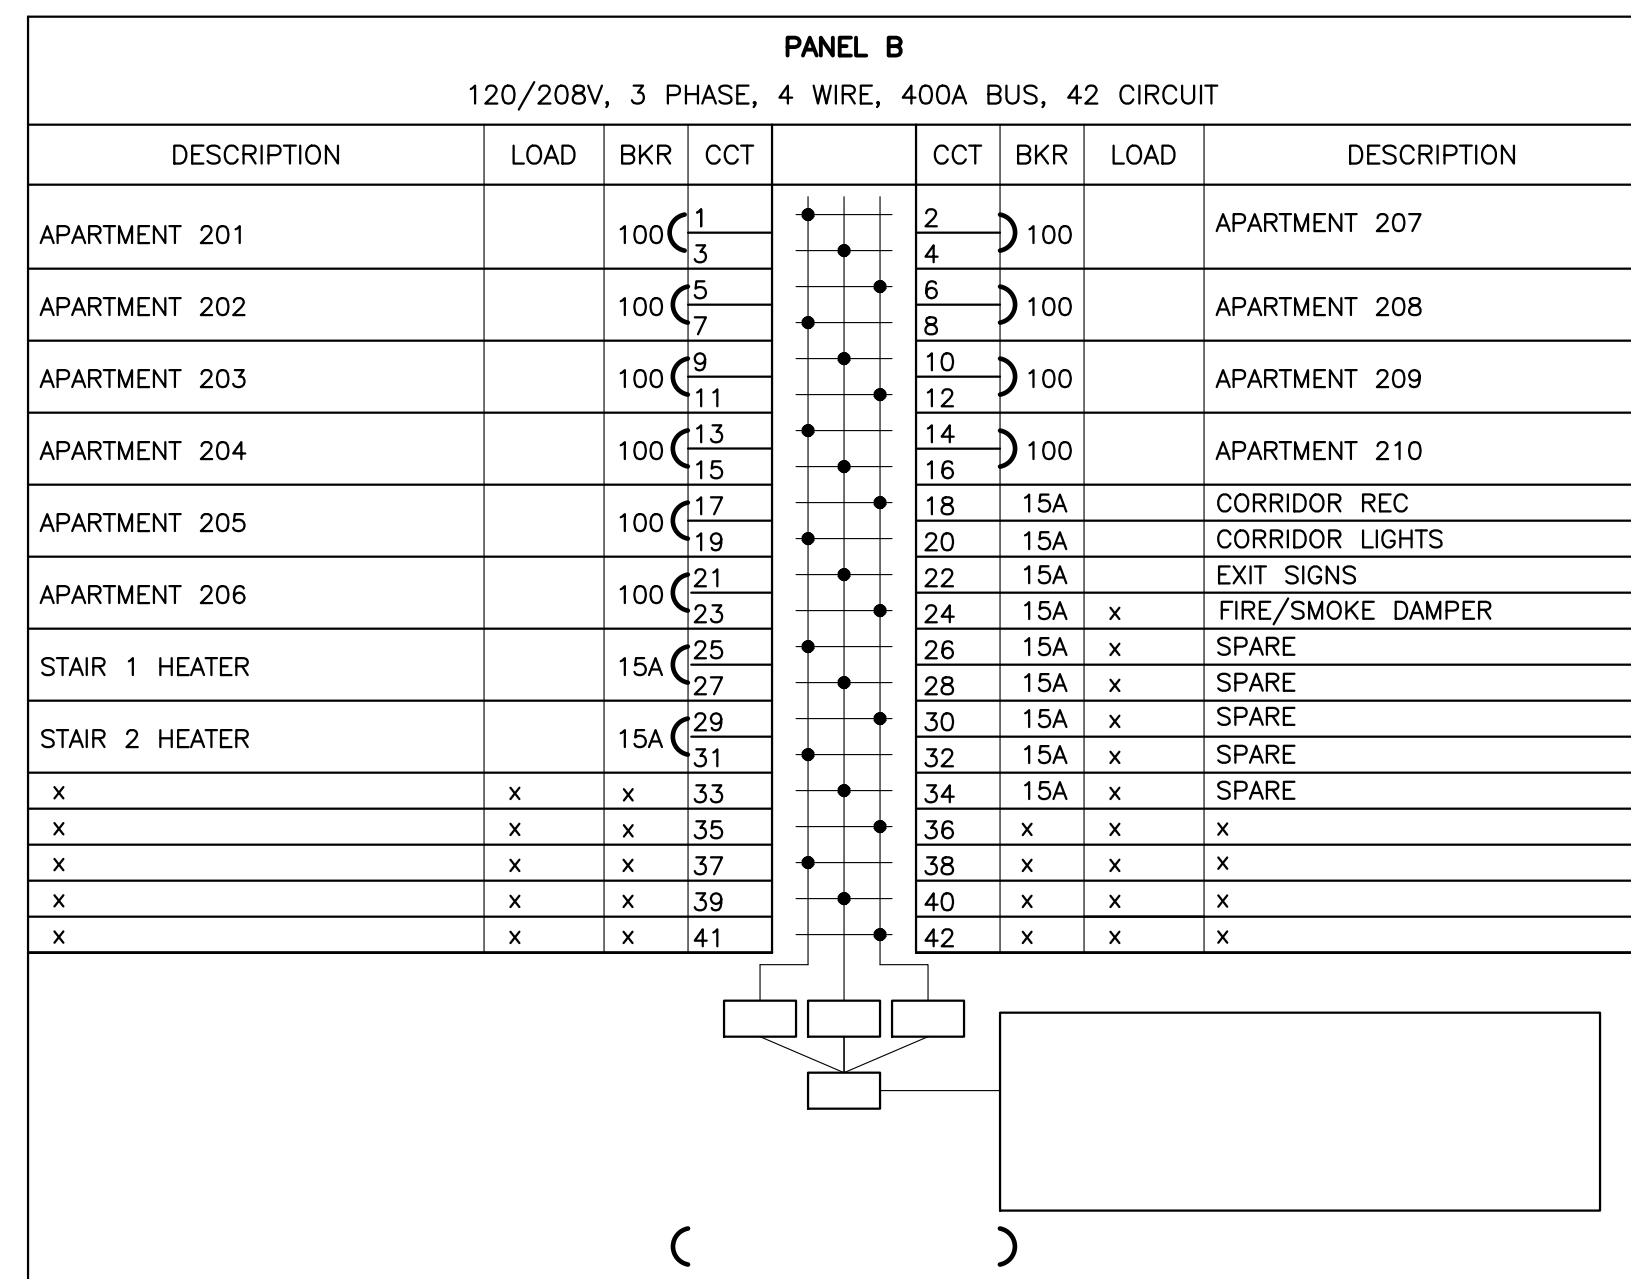 PANEL B
120/208V, 3 PHASE, 4 WIRE, 400A BUS, 42 CIRCUIT
DESCRIPTION LOAD BKR CCT CCT BKR LOAD DESCRIPTION
APARTMENT 201 100 1 3 2 4 100 APARTMENT 207
APARTMENT 202 100 5 7 6 8 100 APARTMENT 208
APARTMENT 203 100 9 11 10 12 100 APARTMENT 209
APARTMENT 204 100 13 15 14 16 100 APARTMENT 210
APARTMENT 205 100 17 18 15A CORRIDOR REC
19 20 15A CORRIDOR LIGHTS
APARTMENT 206 100 21 22 15A EXIT SIGNS
23 24 15A x FIRE/SMOKE DAMPER
STAIR 1 HEATER 15A 25 26 15A x SPARE
27 28 15A x SPARE
STAIR 2 HEATER 15A 29 30 15A x SPARE
31 32 15A x SPARE
x x x 33 34 15A x SPARE
x x x 35 36 x x x
x x x 37 38 x x x
x x x 39 40 x x x
x x x 41 42 x x x